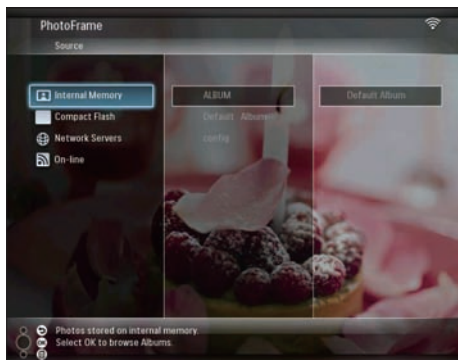 PhotoFrame
Source
Internal Memory
Compact Flash
Network Servers
On-line
ALBUM
Default Album
config
Default Album
Photos stored on internal memory.
Select OK to browse Albums.
OK